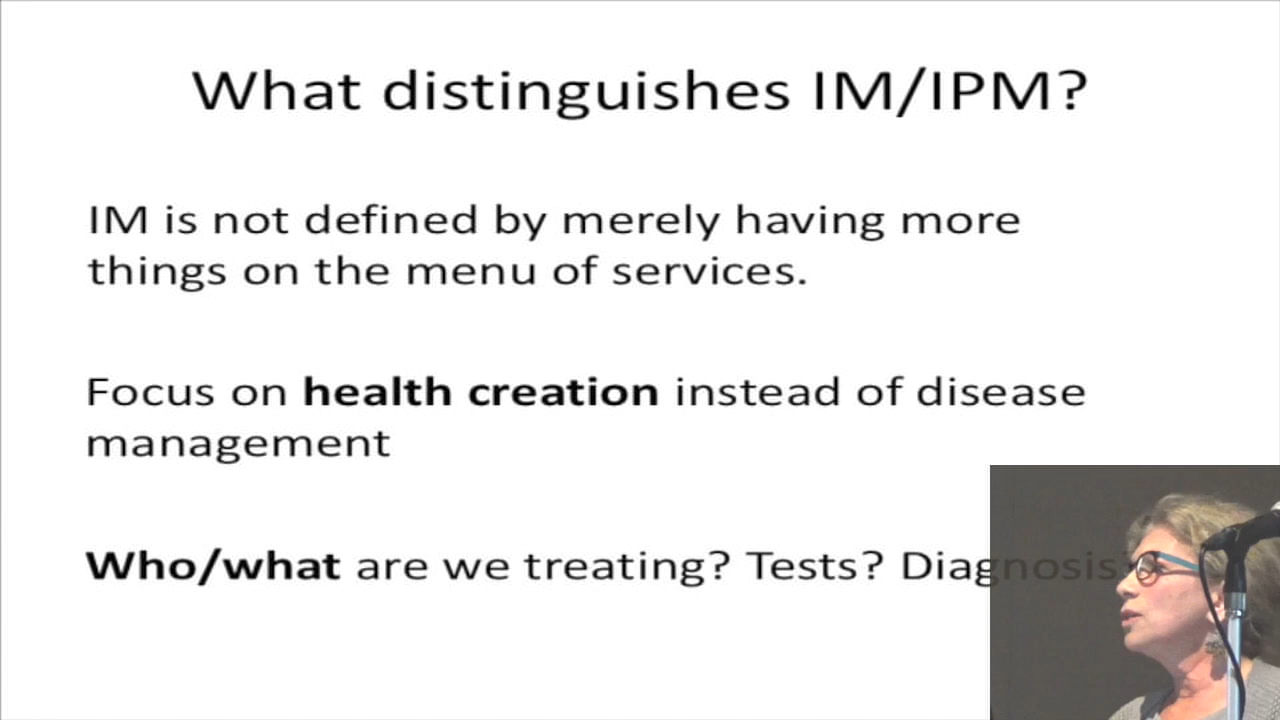 What distinguishes IM/IPM?
IM is not defined by merely having more
things on the menu of services.
Focus on health creation instead of disease
management
Who/what are we treating? Tests? Diagnosis?